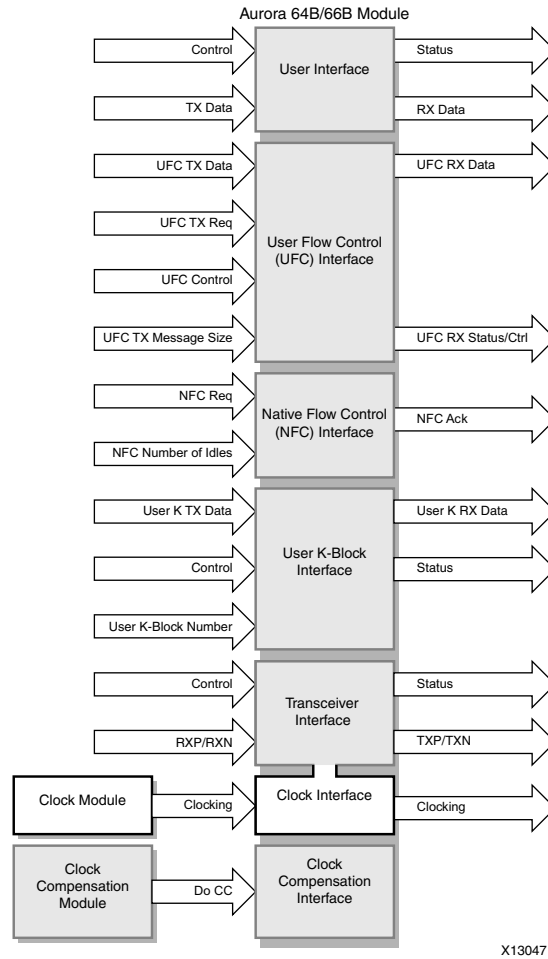 Aurora 64B/66B Module
Control
User Interface
Status
TX Data
RX Data
UFC TX Data
UFC RX Data
UFC TX Req
User Flow Control
(UFC) Interface
UFC Control
UFC TX Message Size
UFC RX Status/Ctrl
NFC Req
Native Flow Control
(NFC) Interface
NFC Ack
NFC Number of Idles
User K TX Data
User K RX Data
User K-Block
Interface
Control
Status
User K-Block Number
Control
Status
Transceiver
Interface
RXP/RXN
TXP/TXN
Clock Module
Clocking
Clock Interface
Clocking
Clock
Compensation
Module
Do CC
Clock
Compensation
Interface
X13047